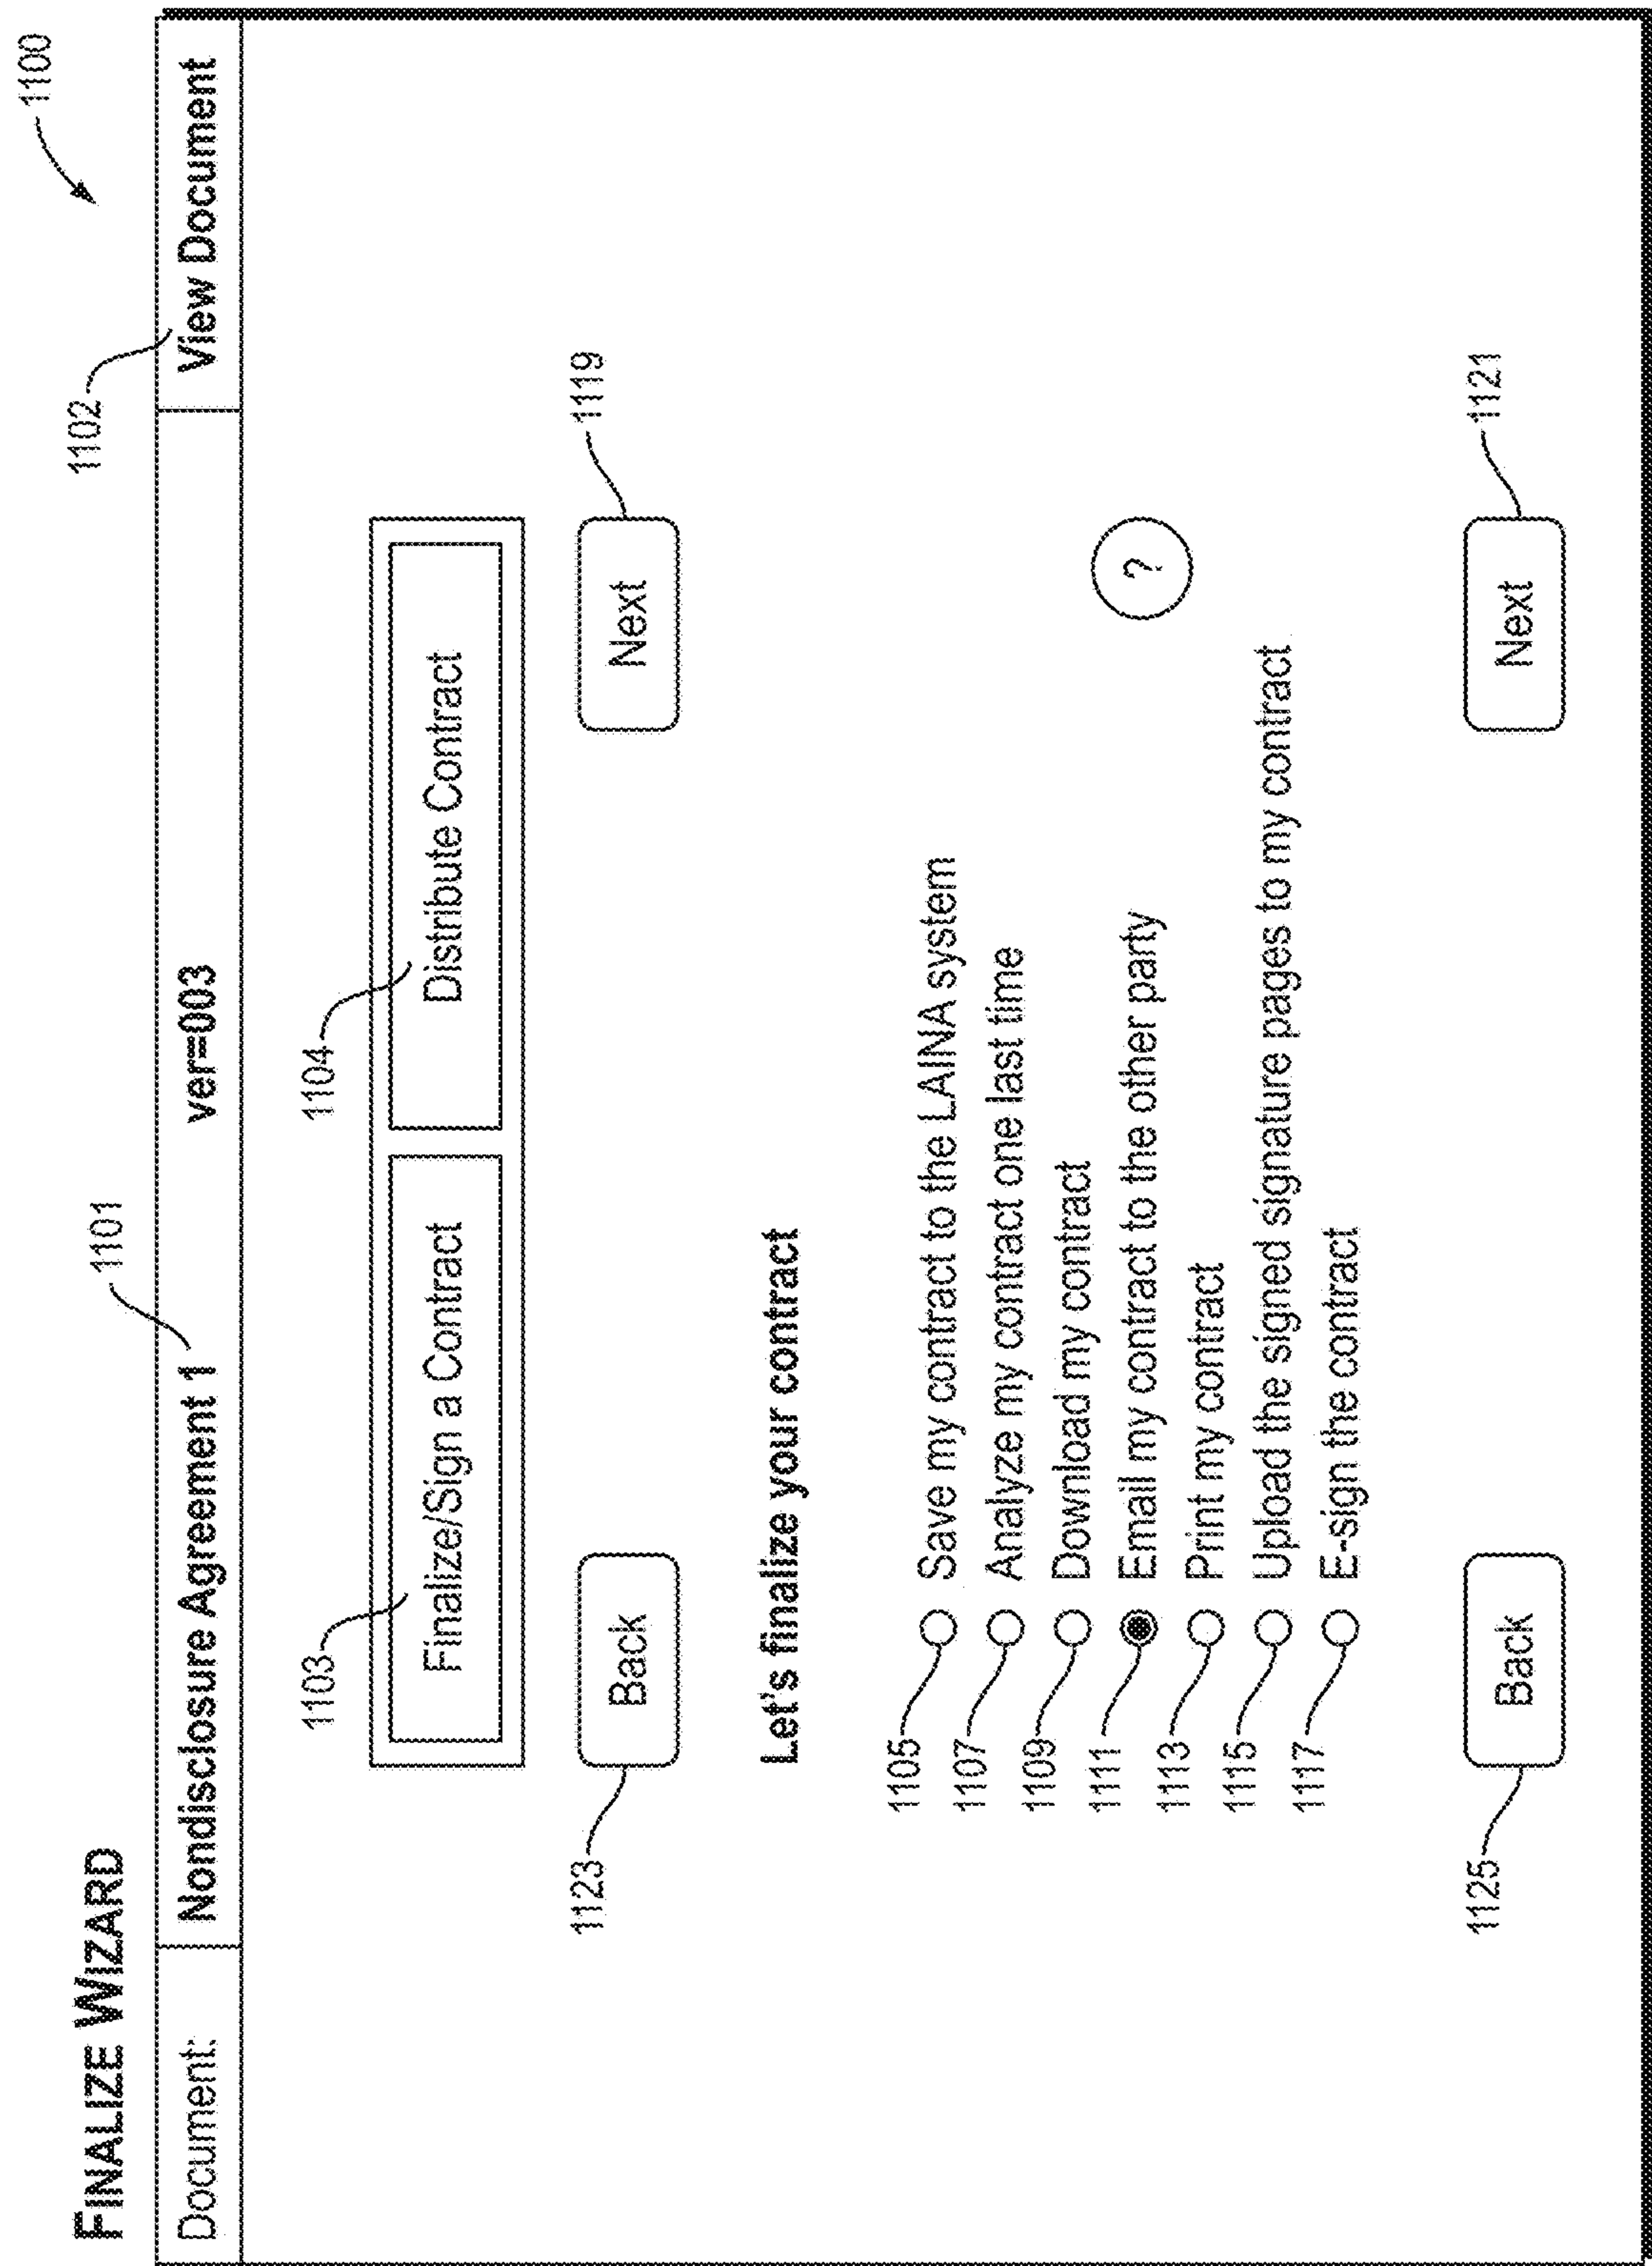 FINALIZE WIZARD
1100
1101
1102
Document: Nondisclosure Agreement 1 ver=003 View Document
1103
1104
Finalize/Sign a Contract Distribute Contract
1123
1119
Back Next
Let's finalize your contract
1105 Save my contract to the LAINA system
1107 Analyze my contract one last time
1109 Download my contract
1111 Email my contract to the other party
?
1113 Print my contract
1115 Upload the signed signature pages to my contract
1117 E-sign the contract
1125
1121
Back Next